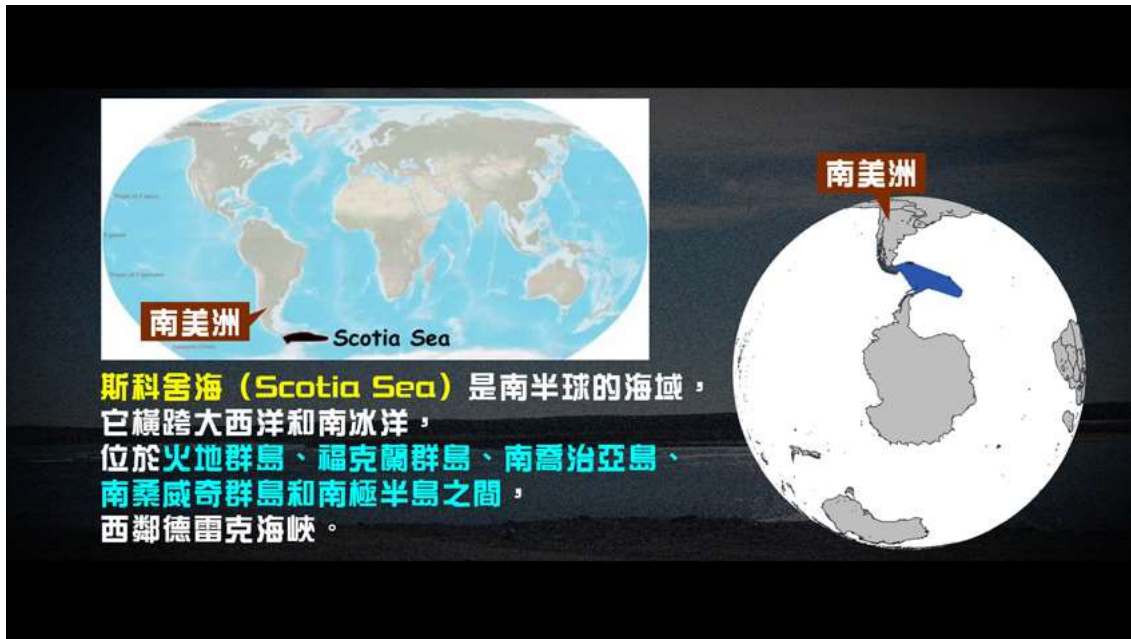 南美洲
Scotia Sea
斯科舍海（Scotia Sea）是南半球的海域，
它橫跨大西洋和南冰洋，
位於火地群島、福克蘭群島、南喬治亞島、
南桑威奇群島和南極半島之間，
西鄰德雷克海峽。
南美洲